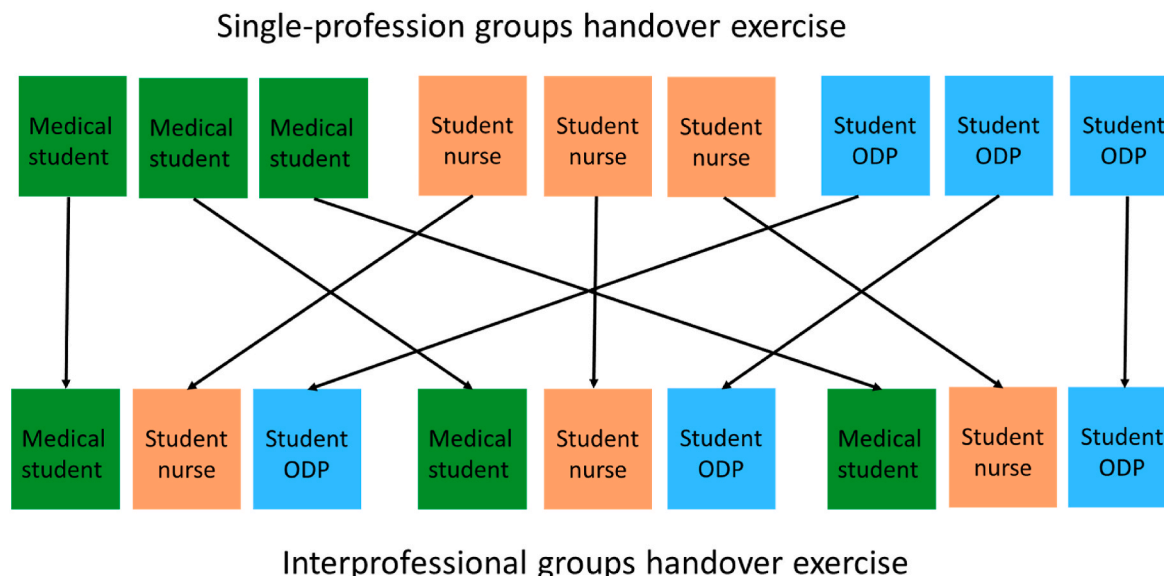 Single-profession groups handover exercise
Medical
student
Medical
student
Medical
student
Student
nurse
Student
nurse
Student
nurse
Student
ODP
Student
ODP
Student
ODP
Medical
student
Student
nurse
Student
ODP
Medical
student
Student
nurse
Student
ODP
Medical
student
Student
nurse
Student
ODP
Interprofessional groups handover exercise